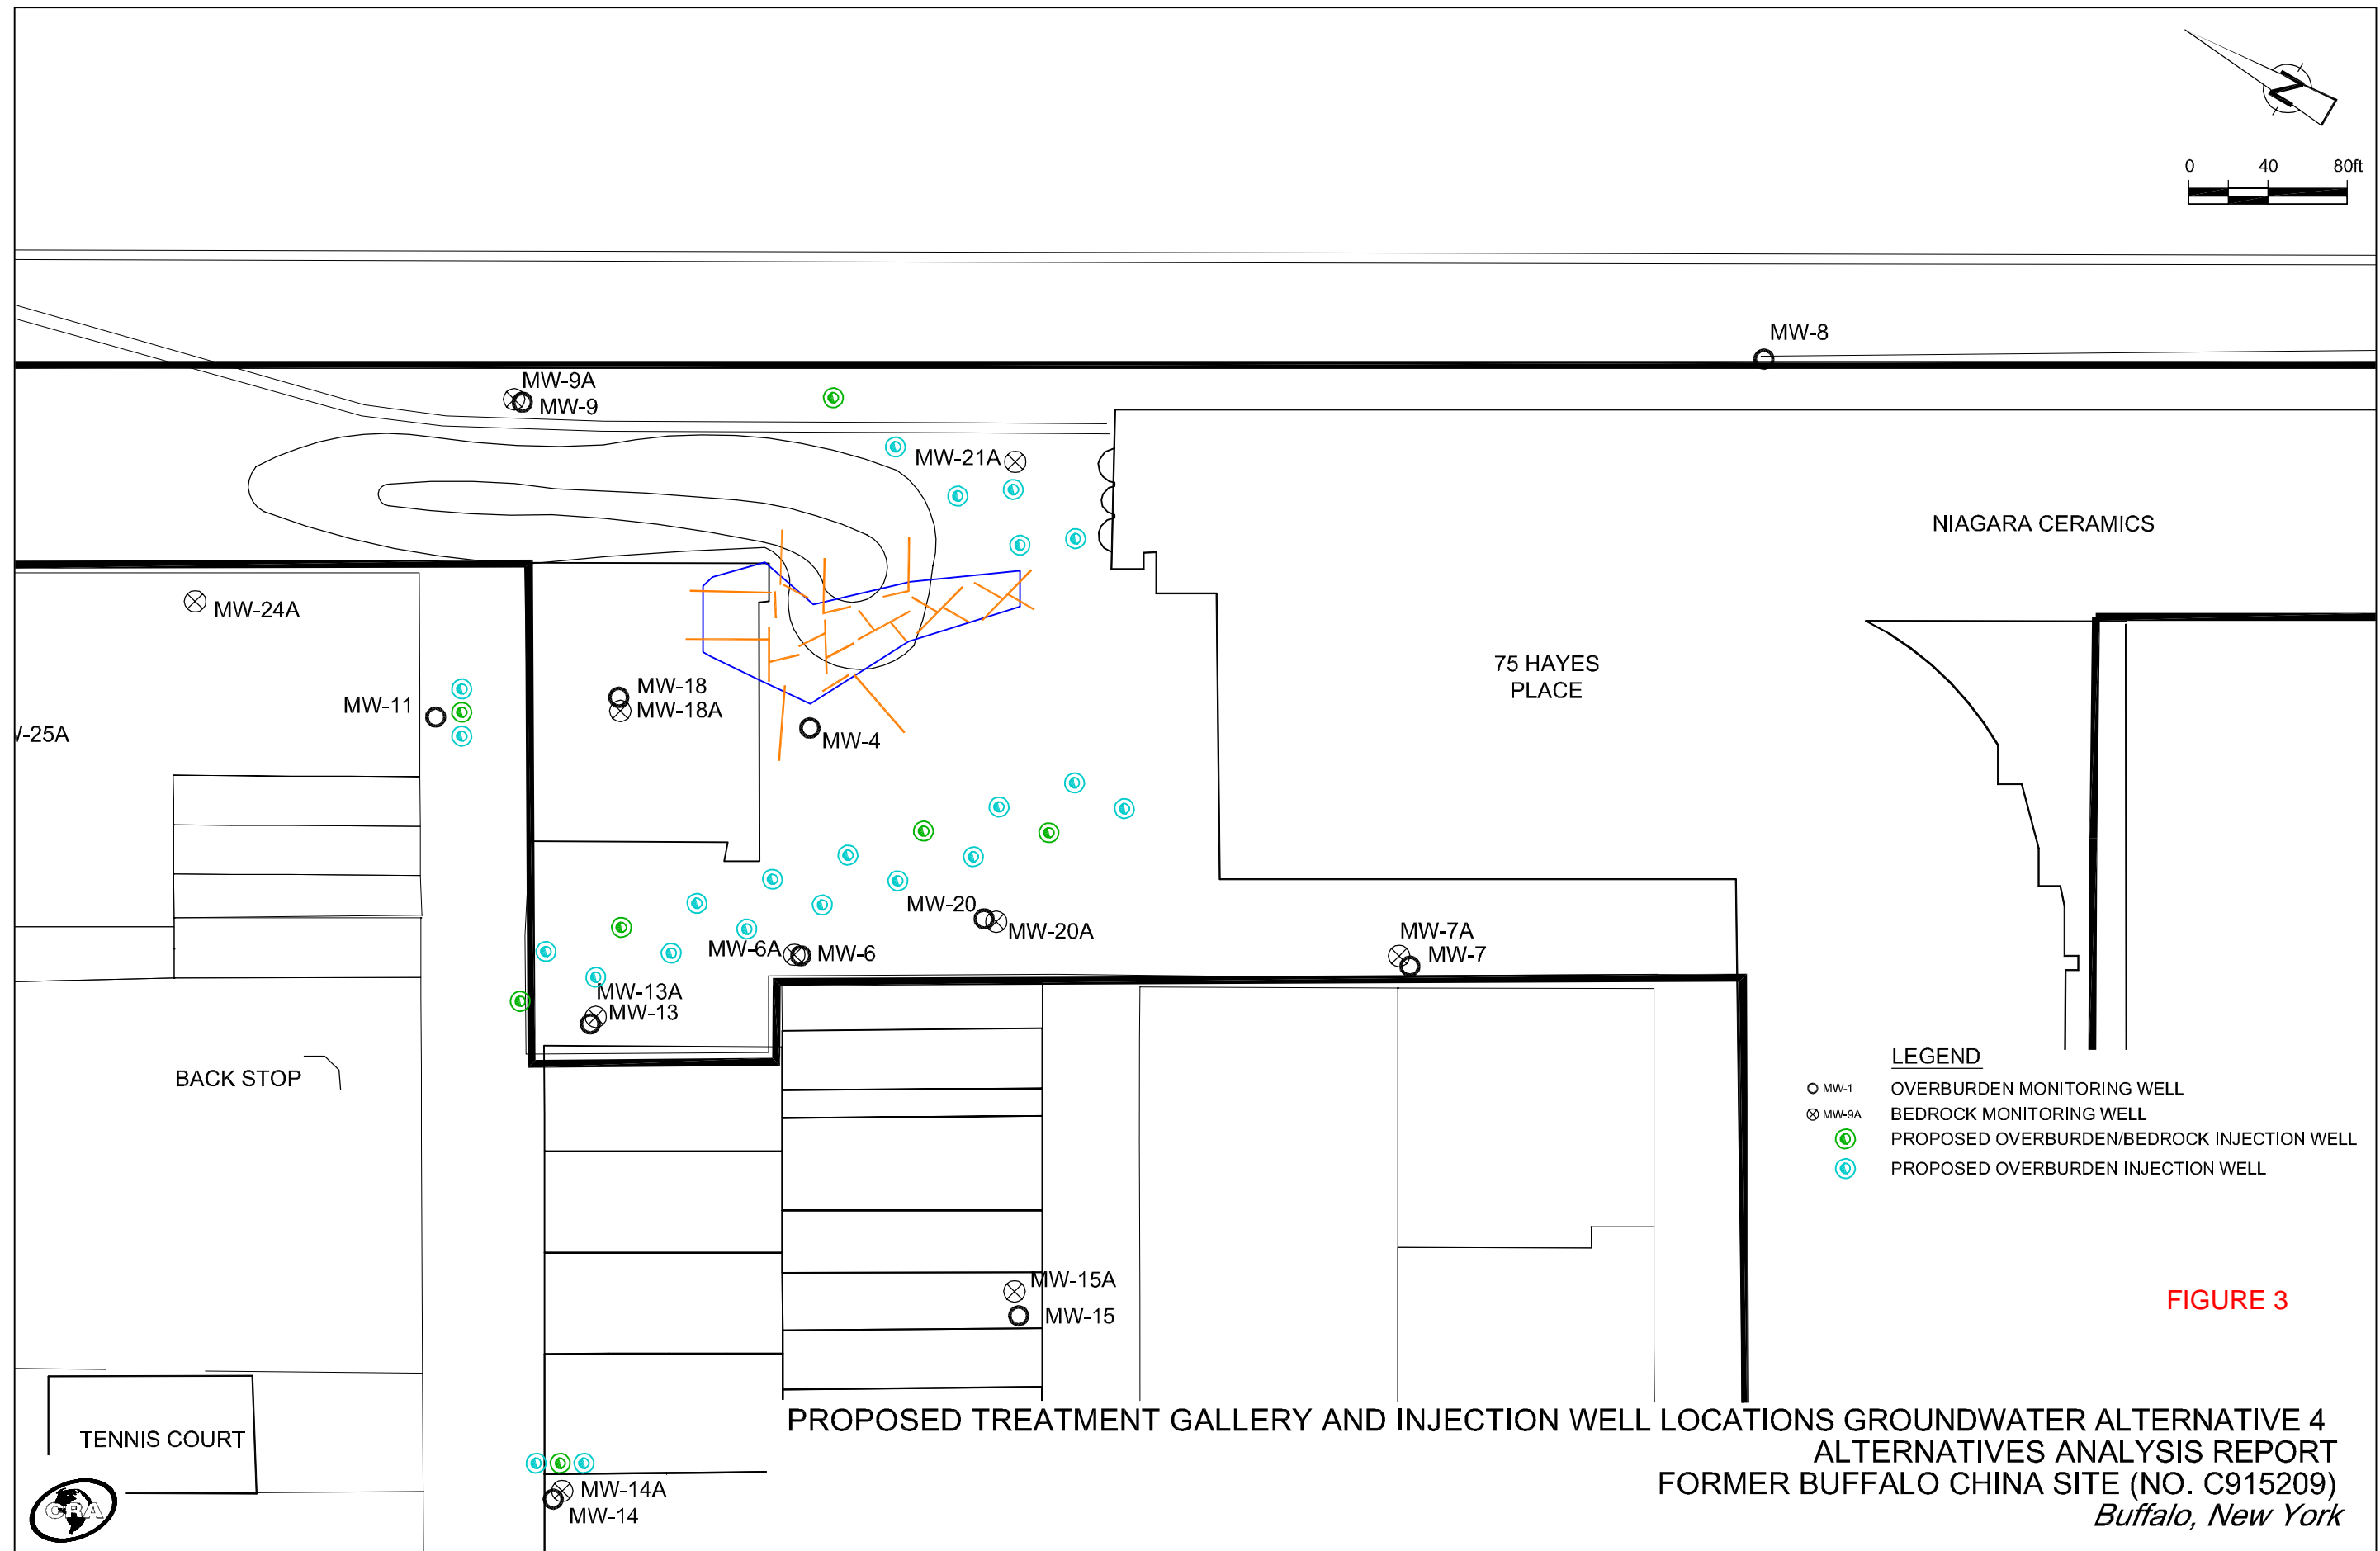 N
0 40 80ft
MW-8
MW-9A
MW-9
MW-21A
NIAGARA CERAMICS
MW-24A
75 HAYES
PLACE
MW-18
MW-11
MW-18A
-25A
MW-4
MW-20
MW-20A
MW-7A
MW-6A
MW-6
MW-7
MW-13A
MW-13
BACK STOP
LEGEND
MW-1 OVERBURDEN MONITORING WELL
MW-9A BEDROCK MONITORING WELL
PROPOSED OVERBURDEN/BEDROCK INJECTION WELL
PROPOSED OVERBURDEN INJECTION WELL
MW-15A
FIGURE 3
MW-15
PROPOSED TREATMENT GALLERY AND INJECTION WELL LOCATIONS GROUNDWATER ALTERNATIVE 4
TENNIS COURT
ALTERNATIVES ANALYSIS REPORT
FORMER BUFFALO CHINA SITE (NO. C915209)
MW-14A
CRA
MW-14
Buffalo, New York